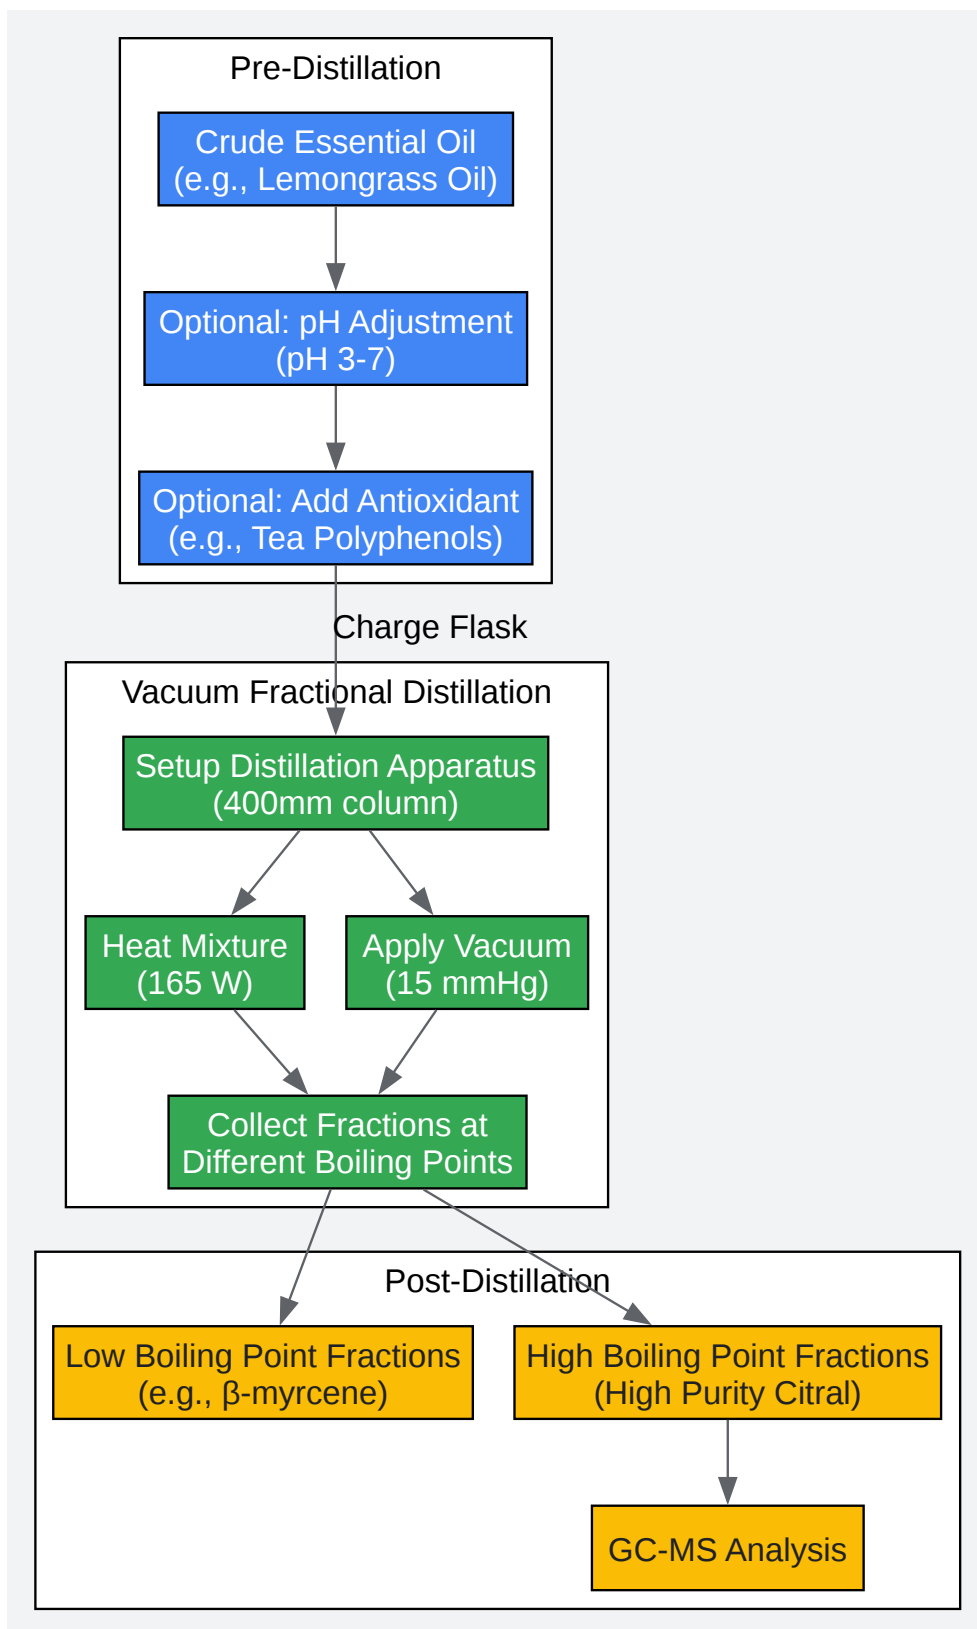 Pre-Distillation
Crude Essential Oil
(e.g., Lemongrass Oil)
Optional: pH Adjustment
(pH 3-7)
Optional: Add Antioxidant
(e.g., Tea Polyphenols)
Charge Flask
Vacuum Fractional Distillation
Setup Distillation Apparatus
(400mm column)
Heat Mixture
(165 W)
Apply Vacuum
(15 mmHg)
Collect Fractions at
Different Boiling Points
Post-Distillation
Low Boiling Point Fractions
(e.g., β-myrcene)
High Boiling Point Fractions
(High Purity Citral)
GC-MS Analysis